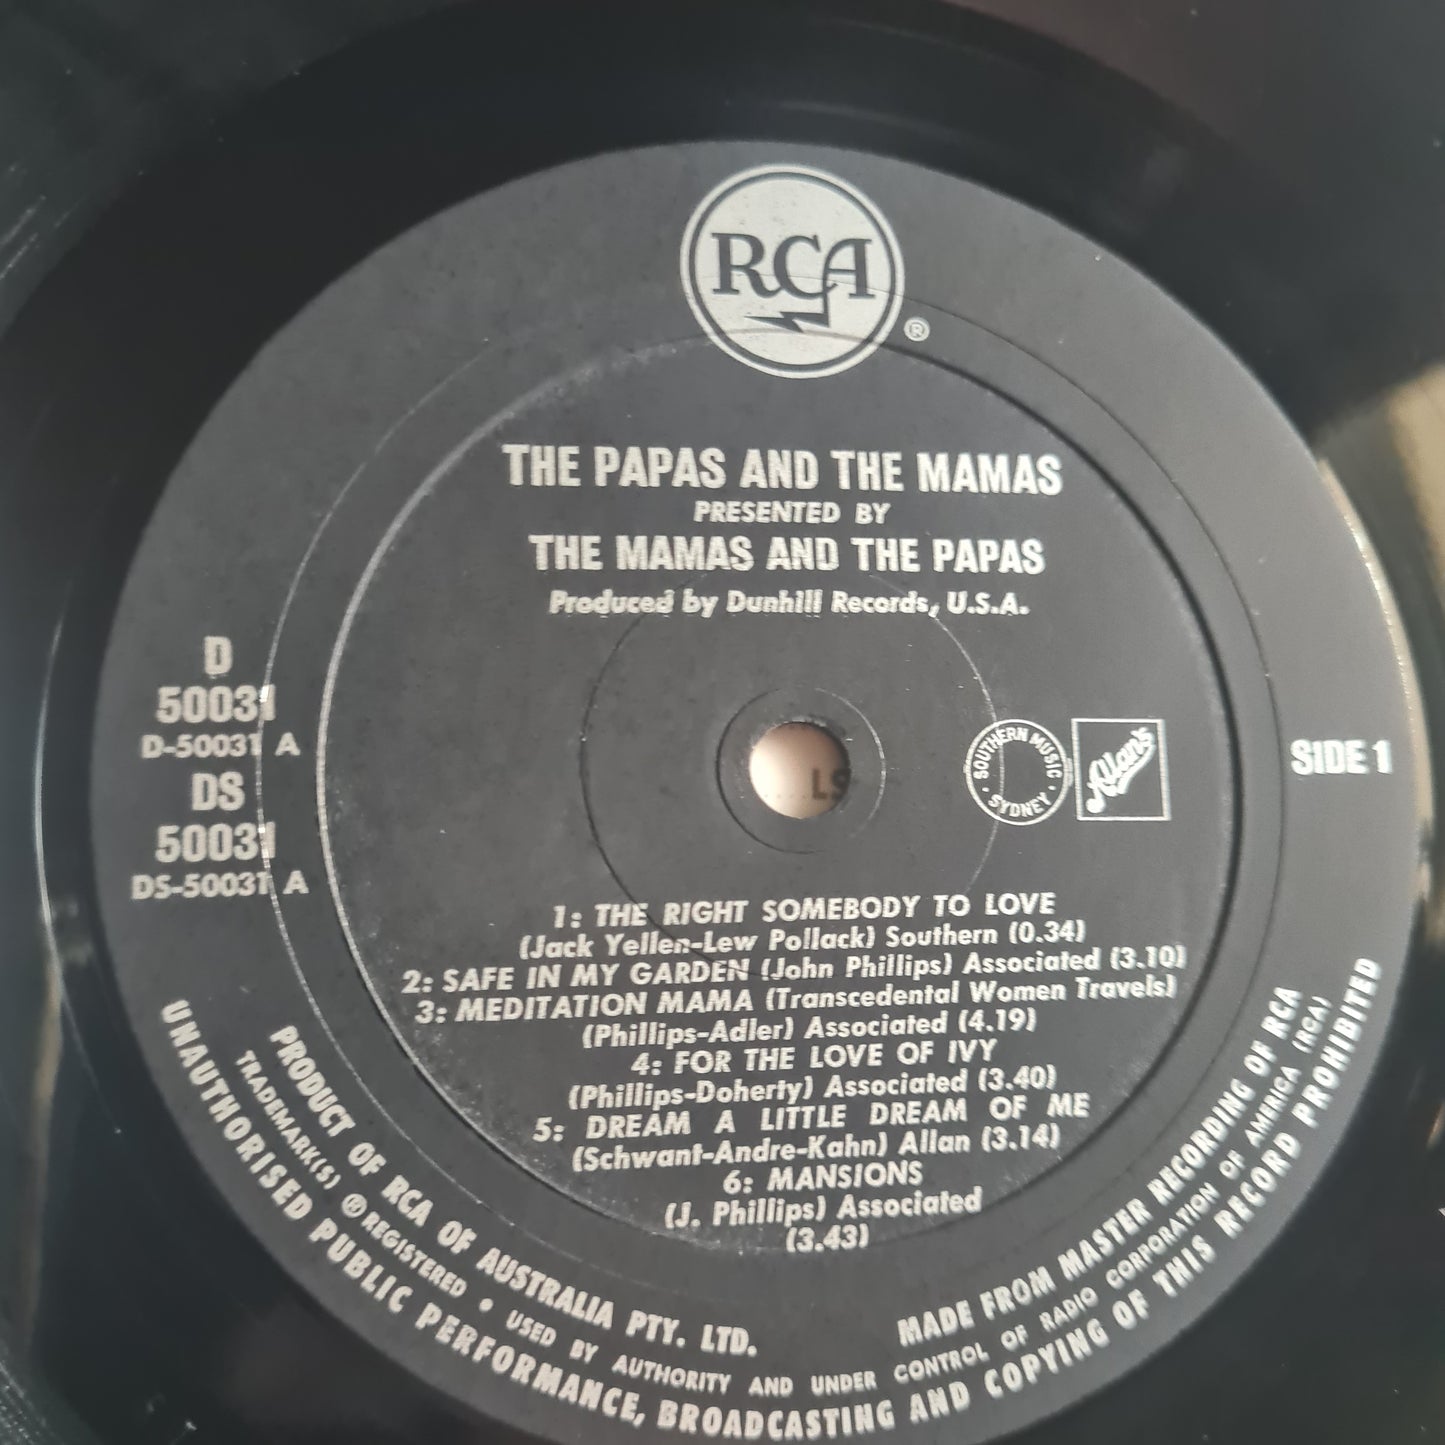 RCA
®
THE PAPAS AND THE MAMAS
PRESENTED BY
THE MAMAS AND THE PAPAS
Produced by Dunhill Records, U.S.A.
D
50031
D-50031 A
DS
50031
DS-50031 A
SOUTHERN MUSIC
· SYDNEY ·
Allan's
SIDE 1
LS
1: THE RIGHT SOMEBODY TO LOVE
(Jack Yellen-Lew Pollack) Southern (0.34)
2: SAFE IN MY GARDEN (John Phillips) Associated (3.10)
3: MEDITATION MAMA (Transcedental Women Travels)
(Phillips-Adler) Associated (4.19)
4: FOR THE LOVE OF IVY
(Phillips-Doherty) Associated (3.40)
5: DREAM A LITTLE DREAM OF ME
(Schwant-Andre-Kahn) Allan (3.14)
6: MANSIONS
(J. Phillips) Associated
(3.43)
PRODUCT OF RCA OF AUSTRALIA PTY. LTD. MADE FROM MASTER RECORDING OF RCA
TRADEMARK(S) ® REGISTERED • USED BY AUTHORITY AND UNDER CONTROL OF RADIO CORPORATION OF AMERICA (RCA)
UNAUTHORISED PUBLIC PERFORMANCE, BROADCASTING AND COPYING OF THIS RECORD PROHIBITED